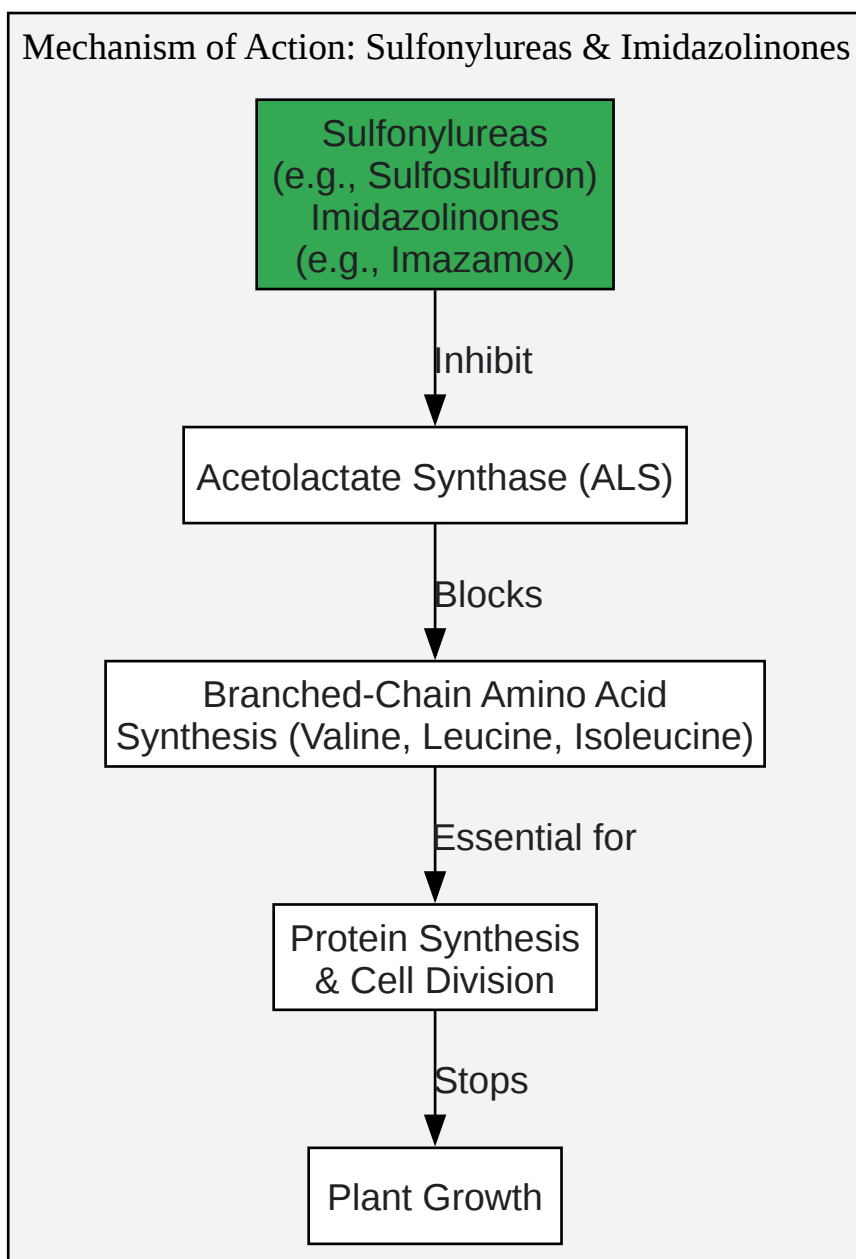 Mechanism of Action: Sulfonylureas & Imidazolinones
Sulfonylureas
(e.g., Sulfosulfuron)
Imidazolinones
(e.g., Imazamox)
Inhibit
Acetolactate Synthase (ALS)
Blocks
Branched-Chain Amino Acid
Synthesis (Valine, Leucine, Isoleucine)
Essential for
Protein Synthesis
& Cell Division
Stops
Plant Growth